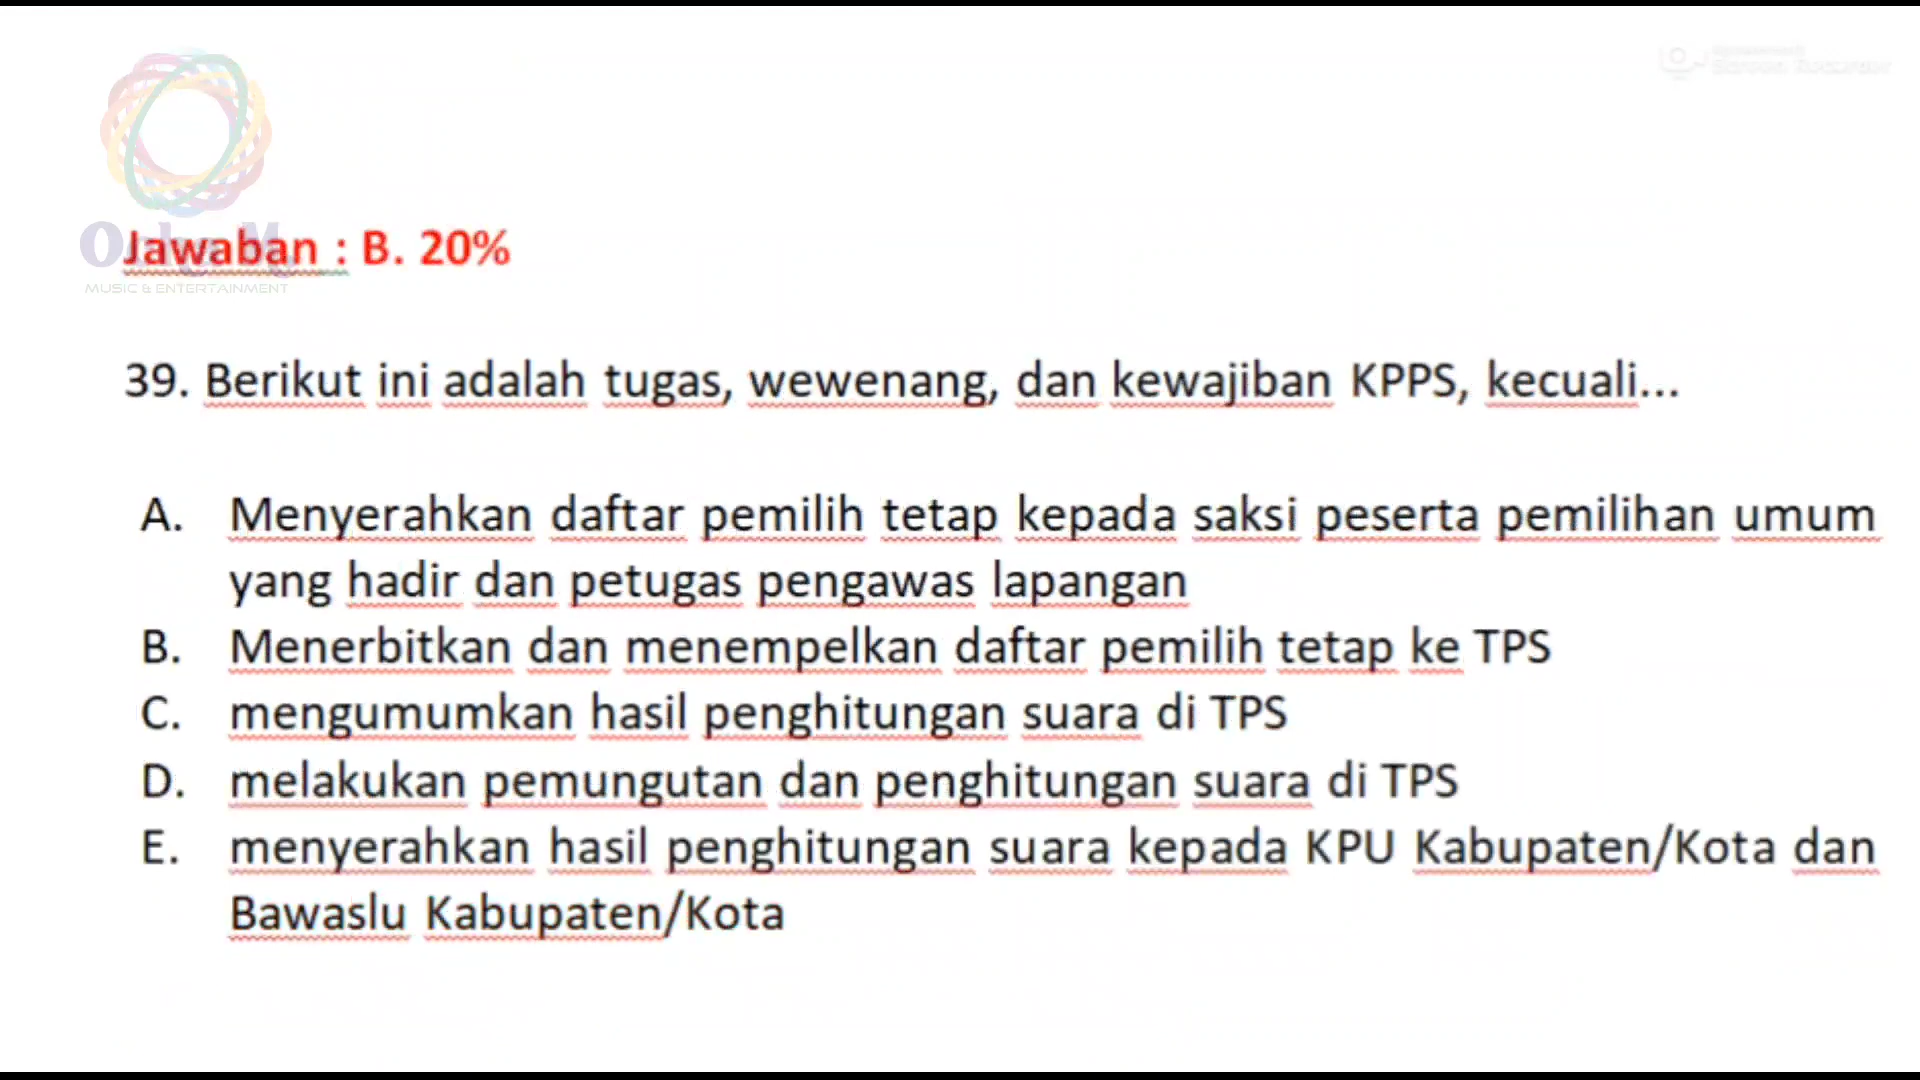 Jawaban : B. 20%
MUSIC & ENTERTAINMENT
39. Berikut ini adalah tugas, wewenang, dan kewajiban KPPS, kecuali...
A. Menyerahkan daftar pemilih tetap kepada saksi peserta pemilihan umum
yang hadir dan petugas pengawas lapangan
B. Menerbitkan dan menempelkan daftar pemilih tetap ke TPS
C. mengumumkan hasil penghitungan suara di TPS
D. melakukan pemungutan dan penghitungan suara di TPS
E. menyerahkan hasil penghitungan suara kepada KPU Kabupaten/Kota dan
Bawaslu Kabupaten/Kota